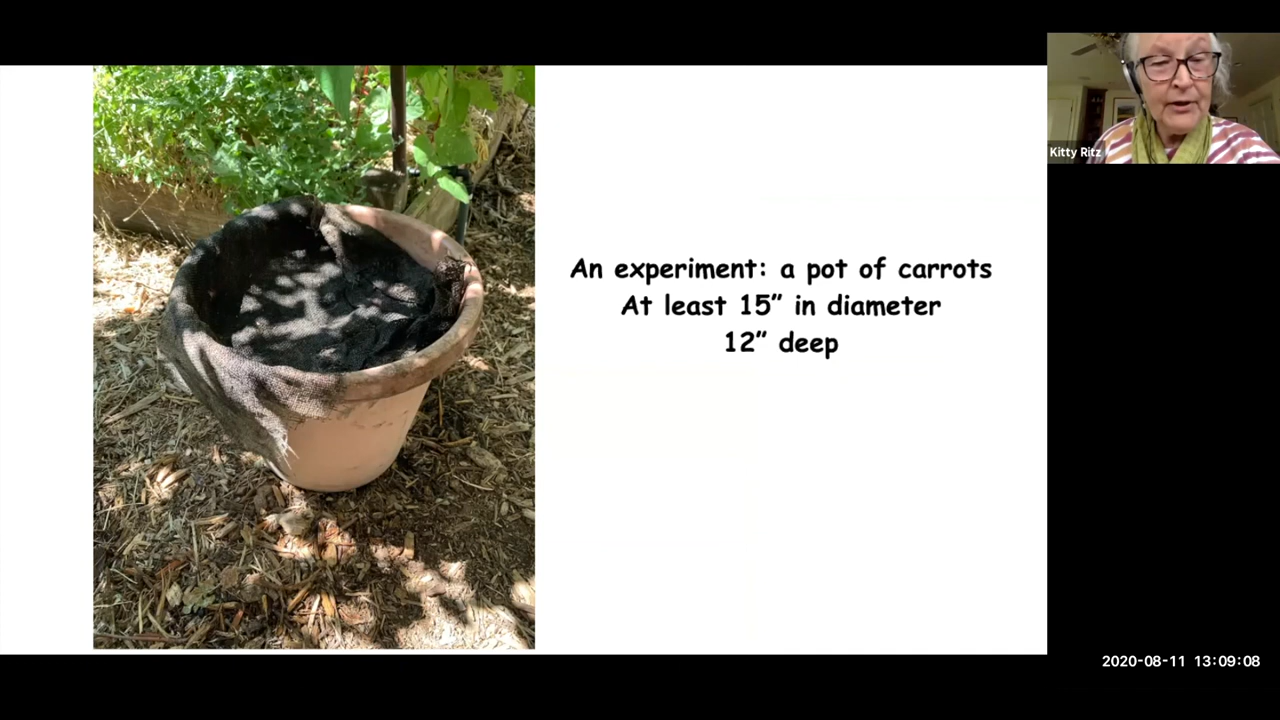 An experiment: a pot of carrots
At least 15” in diameter
12” deep
Kitty Ritz
2020-08-11 13:09:08